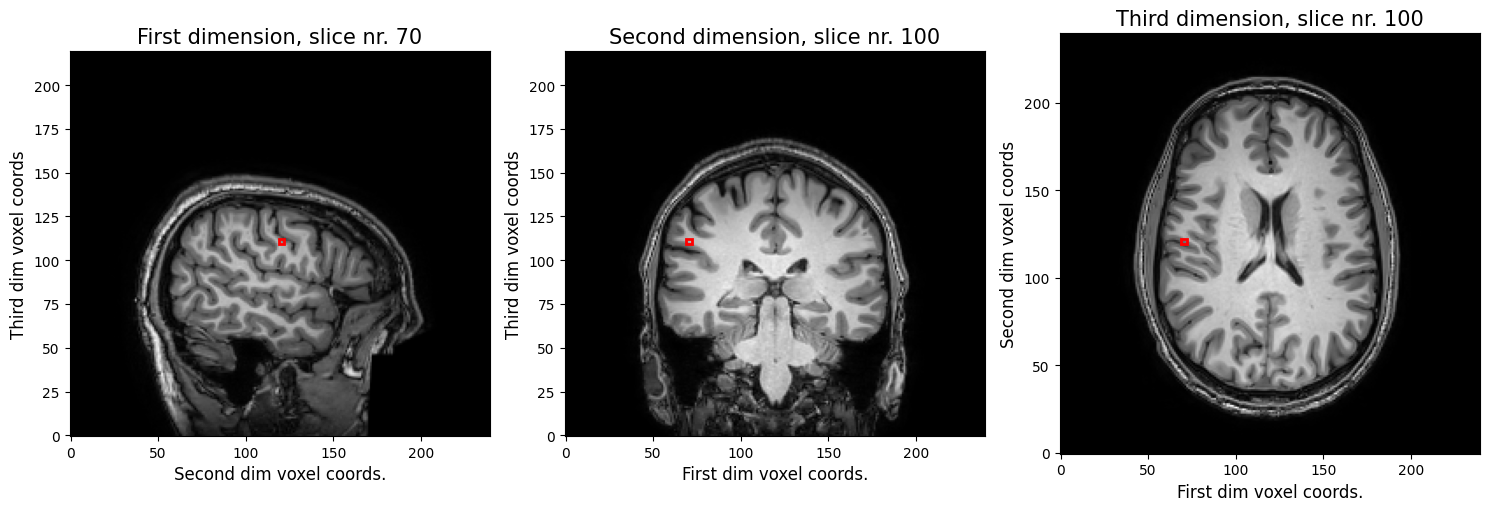 First dimension, slice nr. 70
Third dim voxel coords
200
175
150
125
100
75
50
25
0
0 50 100 150 200
Second dim voxel coords.
Second dimension, slice nr. 100
Third dim voxel coords
200
175
150
125
100
75
50
25
0
0 50 100 150 200
First dim voxel coords.
Third dimension, slice nr. 100
Second dim voxel coords
200
150
100
50
0
0 50 100 150 200
First dim voxel coords.